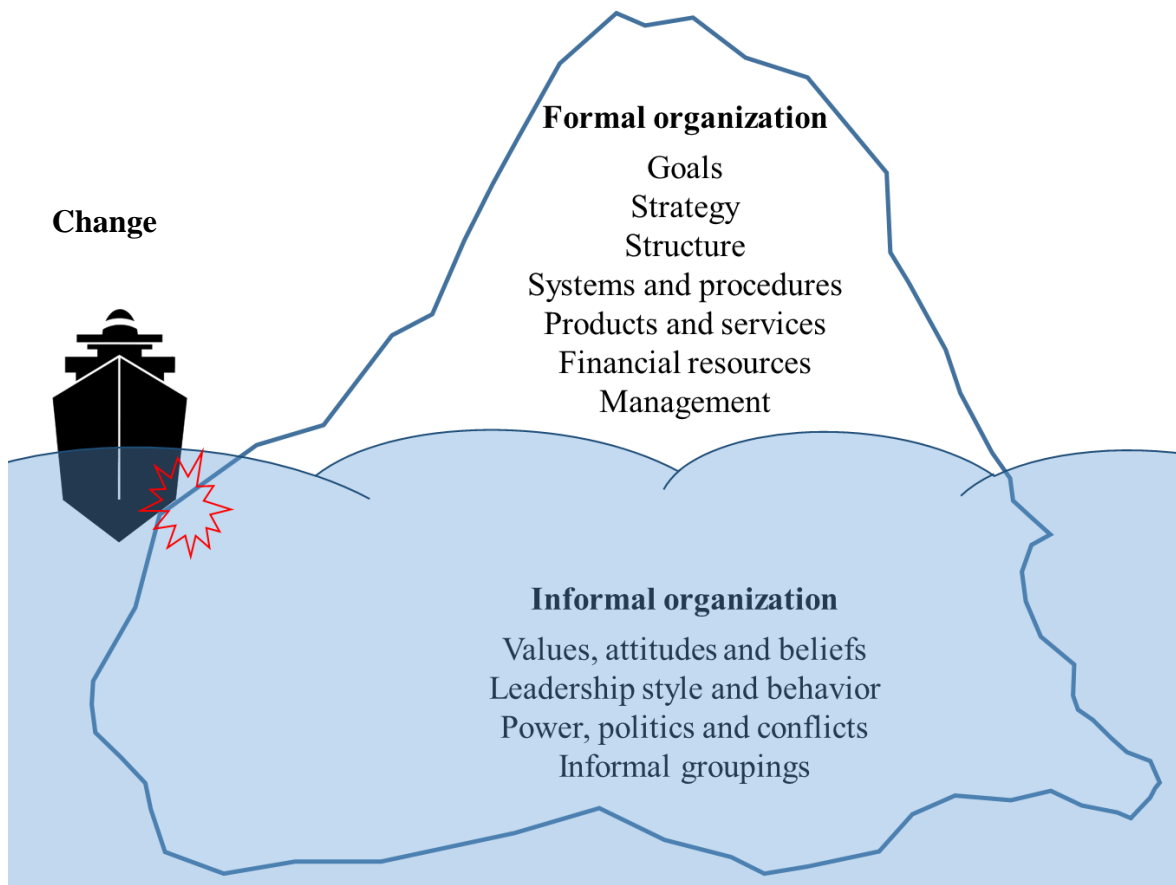 Formal organization
Goals
Strategy
Change
Structure
Systems and procedures
Products and services
Financial resources
Management
Informal organization
Values, attitudes and beliefs
Leadership style and behavior
Power, politics and conflicts
Informal groupings